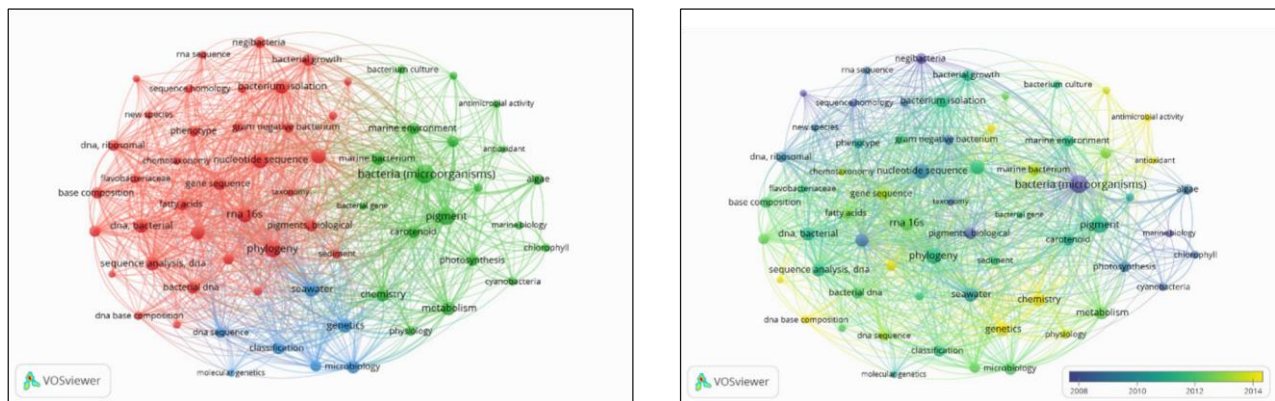 negibacteria
rna sequence
bacterial growth
bacterium culture
sequence homology
bacterium isolation
antimicrobial activity
new species
phenotype
gram negative bacterium
marine environment
dna, ribosomal
antioxidant
chemotaxonomy
nucleotide sequence
marine bacterium
flavobacteriaceae
bacteria (microorganisms)
algae
base composition
gene sequence
taxonomy
fatty acids
bacterial gene
rna 16s
pigment
dna, bacterial
pigments, biological
carotenoid
marine biology
phylogeny
sediment
chlorophyll
sequence analysis, dna
photosynthesis
bacterial dna
seawater
chemistry
cyanobacteria
dna base composition
metabolism
dna sequence
genetics
physiology
classification
molecular genetics
microbiology
VOSviewer
negibacteria
rna sequence
bacterial growth
bacterium culture
sequence homology
bacterium isolation
antimicrobial activity
new species
phenotype
gram negative bacterium
marine environment
dna, ribosomal
antioxidant
chemotaxonomy
nucleotide sequence
marine bacterium
flavobacteriaceae
bacteria (microorganisms)
algae
base composition
gene sequence
taxonomy
fatty acids
bacterial gene
rna 16s
pigment
dna, bacterial
pigments, biological
carotenoid
marine biology
phylogeny
sediment
chlorophyll
sequence analysis, dna
photosynthesis
bacterial dna
seawater
chemistry
cyanobacteria
dna base composition
metabolism
dna sequence
genetics
physiology
classification
molecular genetics
microbiology
VOSviewer
2008 2010 2012 2014